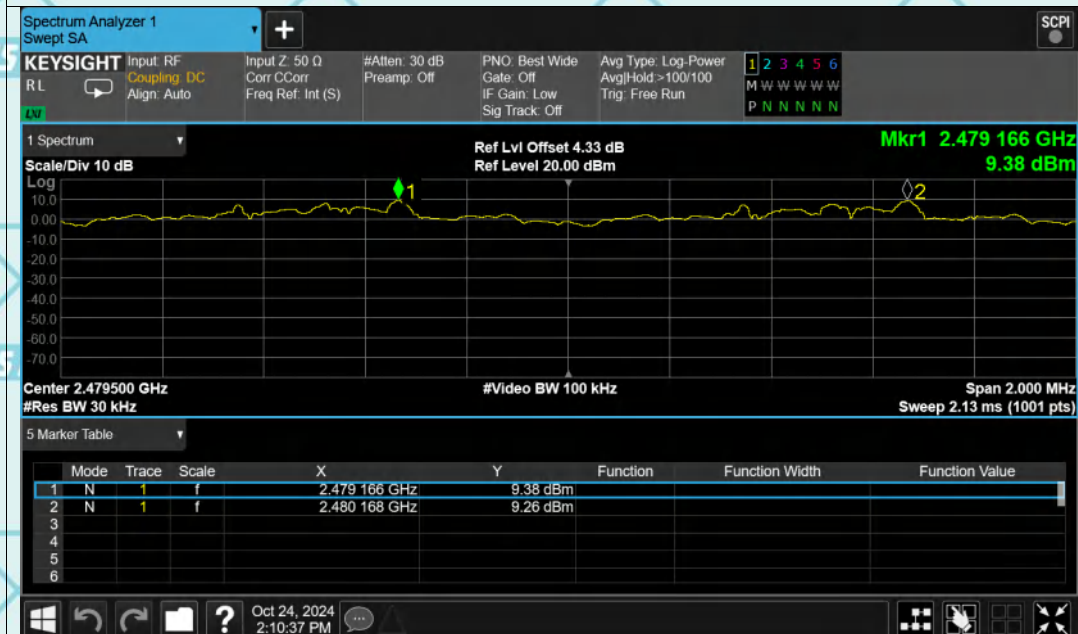 Spectrum Analyzer 1
Swept SA
+
SCPI
KEYSIGHT
RL
LXI
Input: RF
Coupling: DC
Align: Auto
Input Z: 50 Ω
Corr CCorr
Freq Ref: Int (S)
#Atten: 30 dB
Preamp: Off
PNO: Best Wide
Gate: Off
IF Gain: Low
Sig Track: Off
Avg Type: Log-Power
Avg|Hold:>100/100
Trig: Free Run
1 2 3 4 5 6
M W W W W W
P N N N N N
1 Spectrum
Scale/Div 10 dB
Ref Lvl Offset 4.33 dB
Ref Level 20.00 dBm
Mkr1 2.479 166 GHz
9.38 dBm
Log
10.0
0.00
-10.0
-20.0
-30.0
-40.0
-50.0
-60.0
-70.0
1
2
Center 2.479500 GHz
#Video BW 100 kHz
Span 2.000 MHz
#Res BW 30 kHz
Sweep 2.13 ms (1001 pts)
5 Marker Table
Mode Trace Scale X Y Function Function Width Function Value
1 N 1 f 2.479 166 GHz 9.38 dBm
2 N 1 f 2.480 168 GHz 9.26 dBm
3
4
5
6
?
Oct 24, 2024
2:10:37 PM